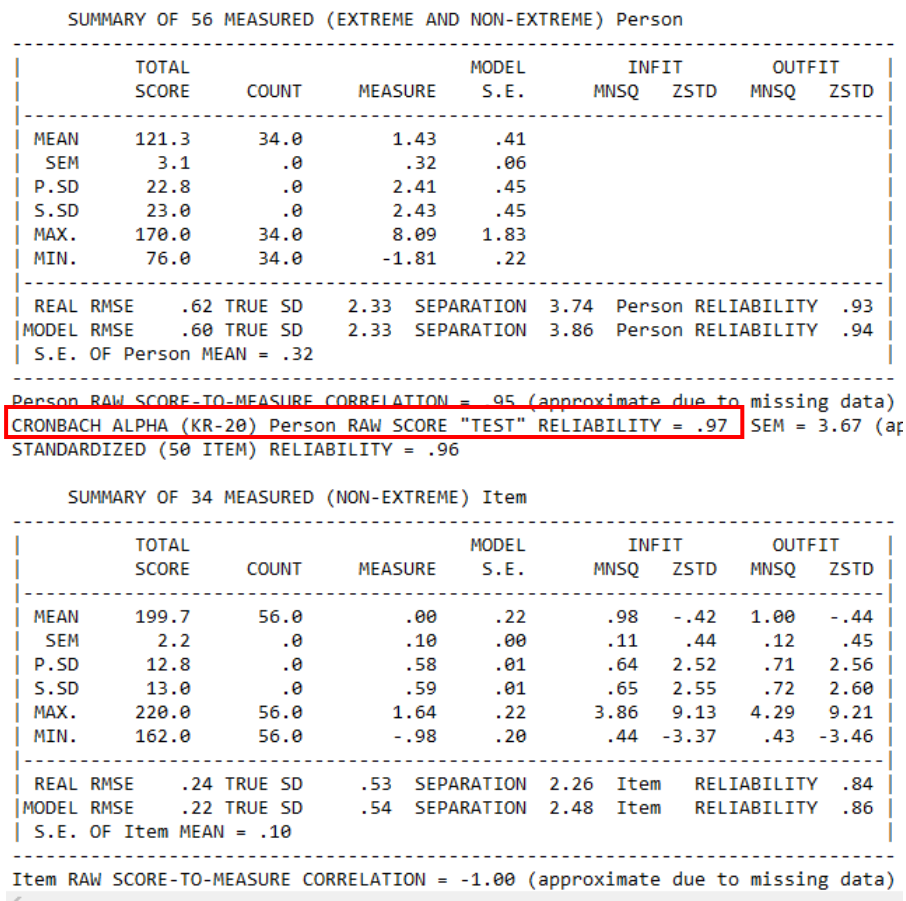 SUMMARY OF 56 MEASURED (EXTREME AND NON-EXTREME) Person
-------------------------------------------------------------------------------
| TOTAL MODEL INFIT OUTFIT |
| SCORE COUNT MEASURE S.E. MNSQ ZSTD MNSQ ZSTD |
|-----------------------------------------------------------------------------|
| MEAN 121.3 34.0 1.43 .41 |
| SEM 3.1 .0 .32 .06 |
| P.SD 22.8 .0 2.41 .45 |
| S.SD 23.0 .0 2.43 .45 |
| MAX. 170.0 34.0 8.09 1.83 |
| MIN. 76.0 34.0 -1.81 .22 |
|-----------------------------------------------------------------------------|
| REAL RMSE .62 TRUE SD 2.33 SEPARATION 3.74 Person RELIABILITY .93 |
|MODEL RMSE .60 TRUE SD 2.33 SEPARATION 3.86 Person RELIABILITY .94 |
| S.E. OF Person MEAN = .32 |
-------------------------------------------------------------------------------
Person RAW SCORE-TO-MEASURE CORRELATION = .95 (approximate due to missing data)
CRONBACH ALPHA (KR-20) Person RAW SCORE "TEST" RELIABILITY = .97 SEM = 3.67 (ap
STANDARDIZED (50 ITEM) RELIABILITY = .96
SUMMARY OF 34 MEASURED (NON-EXTREME) Item
-------------------------------------------------------------------------------
| TOTAL MODEL INFIT OUTFIT |
| SCORE COUNT MEASURE S.E. MNSQ ZSTD MNSQ ZSTD |
|-----------------------------------------------------------------------------|
| MEAN 199.7 56.0 .00 .22 .98 -.42 1.00 -.44 |
| SEM 2.2 .0 .10 .00 .11 .44 .12 .45 |
| P.SD 12.8 .0 .58 .01 .64 2.52 .71 2.56 |
| S.SD 13.0 .0 .59 .01 .65 2.55 .72 2.60 |
| MAX. 220.0 56.0 1.64 .22 3.86 9.13 4.29 9.21 |
| MIN. 162.0 56.0 -.98 .20 .44 -3.37 .43 -3.46 |
|-----------------------------------------------------------------------------|
| REAL RMSE .24 TRUE SD .53 SEPARATION 2.26 Item RELIABILITY .84 |
|MODEL RMSE .22 TRUE SD .54 SEPARATION 2.48 Item RELIABILITY .86 |
| S.E. OF Item MEAN = .10 |
-------------------------------------------------------------------------------
Item RAW SCORE-TO-MEASURE CORRELATION = -1.00 (approximate due to missing data)